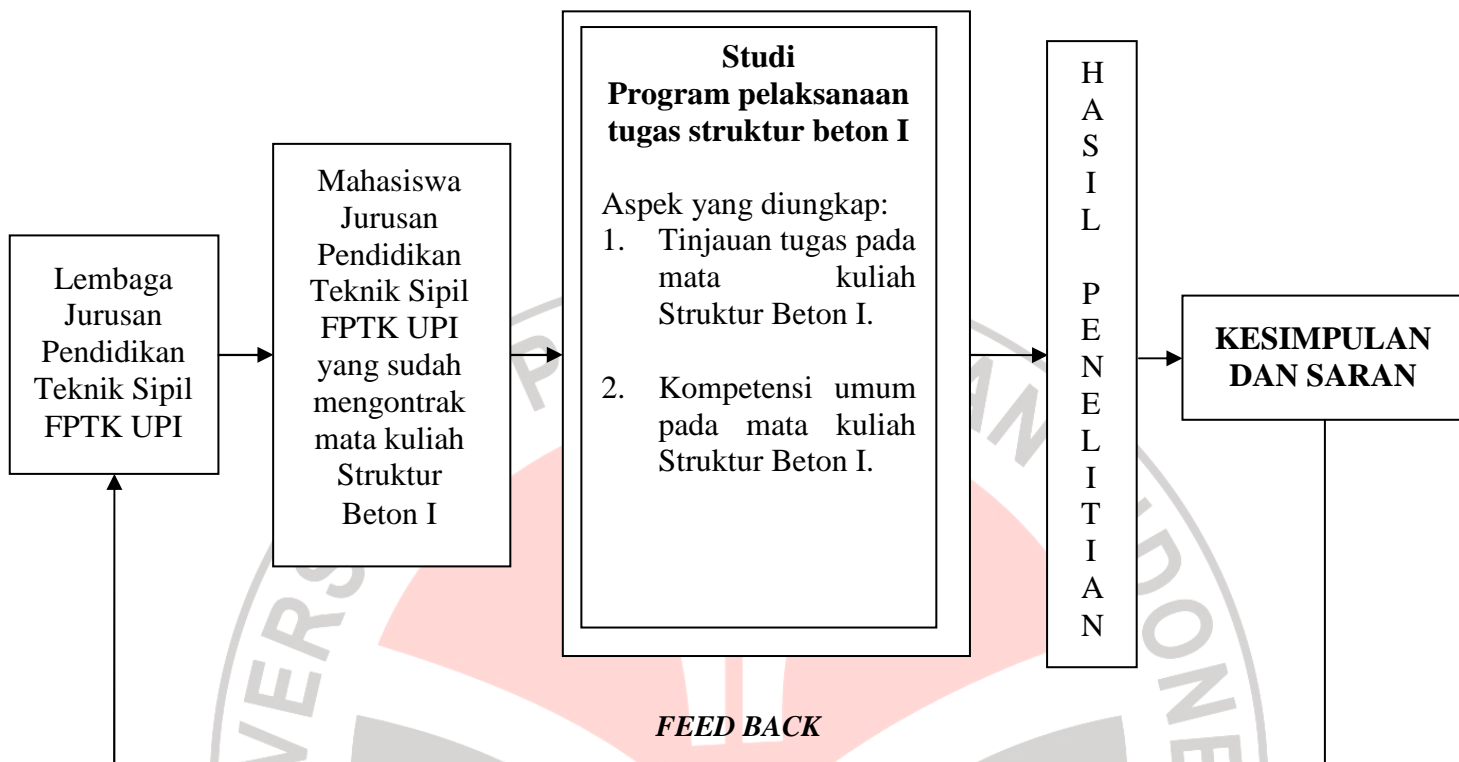 Lembaga
Jurusan
Pendidikan
Teknik Sipil
FPTK UPI
Mahasiswa
Jurusan
Pendidikan
Teknik Sipil
FPTK UPI
yang sudah
mengontrak
mata kuliah
Struktur
Beton I
Studi
Program pelaksanaan
tugas struktur beton I
Aspek yang diungkap:
1. Tinjauan tugas pada
mata kuliah
Struktur Beton I.
2. Kompetensi umum
pada mata kuliah
Struktur Beton I.
H
A
S
I
L
P
E
N
E
L
I
T
I
A
N
KESIMPULAN
DAN SARAN
FEED BACK